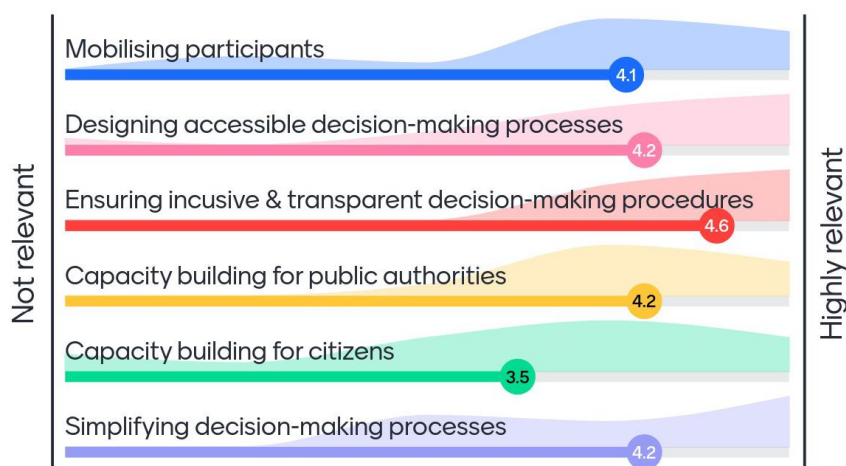 Not relevant
Mobilising participants
4.1
Designing accessible decision-making processes
4.2
Ensuring incusive & transparent decision-making procedures
4.6
Capacity building for public authorities
4.2
Capacity building for citizens
3.5
Simplifying decision-making processes
4.2
Highly relevant